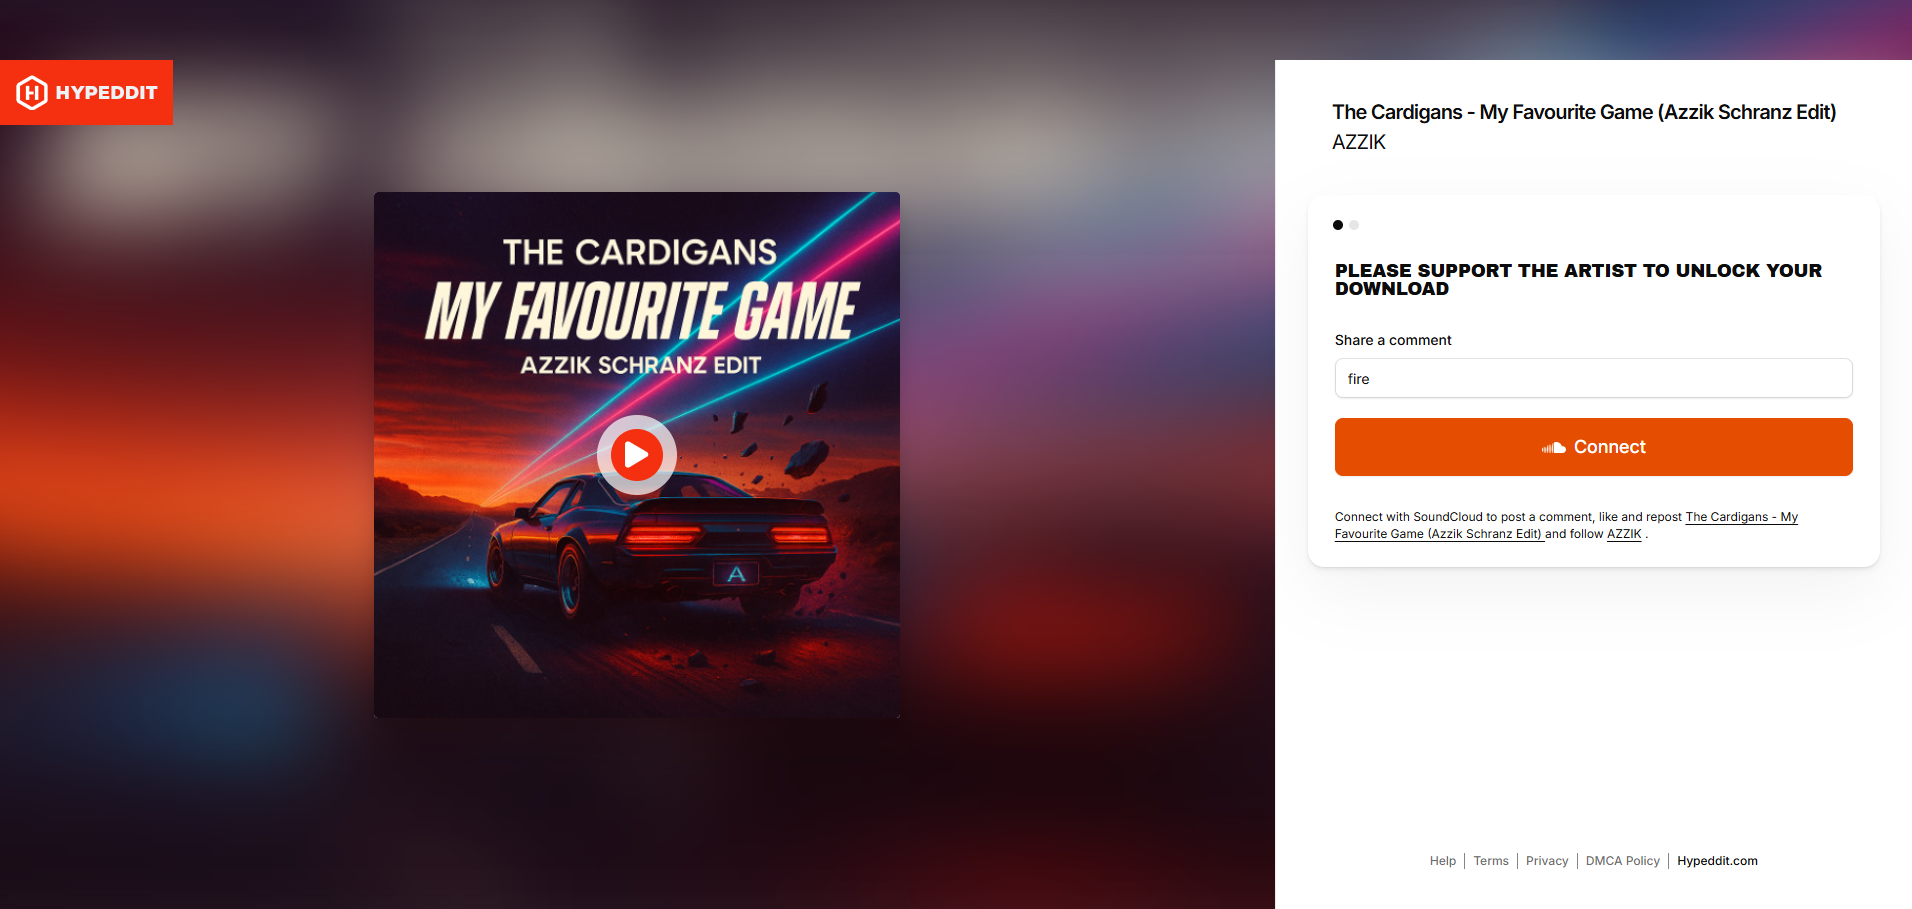 HYPEDDIT
THE CARDIGANS
MY FAVOURITE GAME
AZZIK SCHRANZ EDIT
A
The Cardigans - My Favourite Game (Azzik Schranz Edit)
AZZIK
PLEASE SUPPORT THE ARTIST TO UNLOCK YOUR
DOWNLOAD
Share a comment
fire
Connect
Connect with SoundCloud to post a comment, like and repost The Cardigans - My
Favourite Game (Azzik Schranz Edit) and follow AZZIK .
Help | Terms | Privacy | DMCA Policy | Hypeddit.com